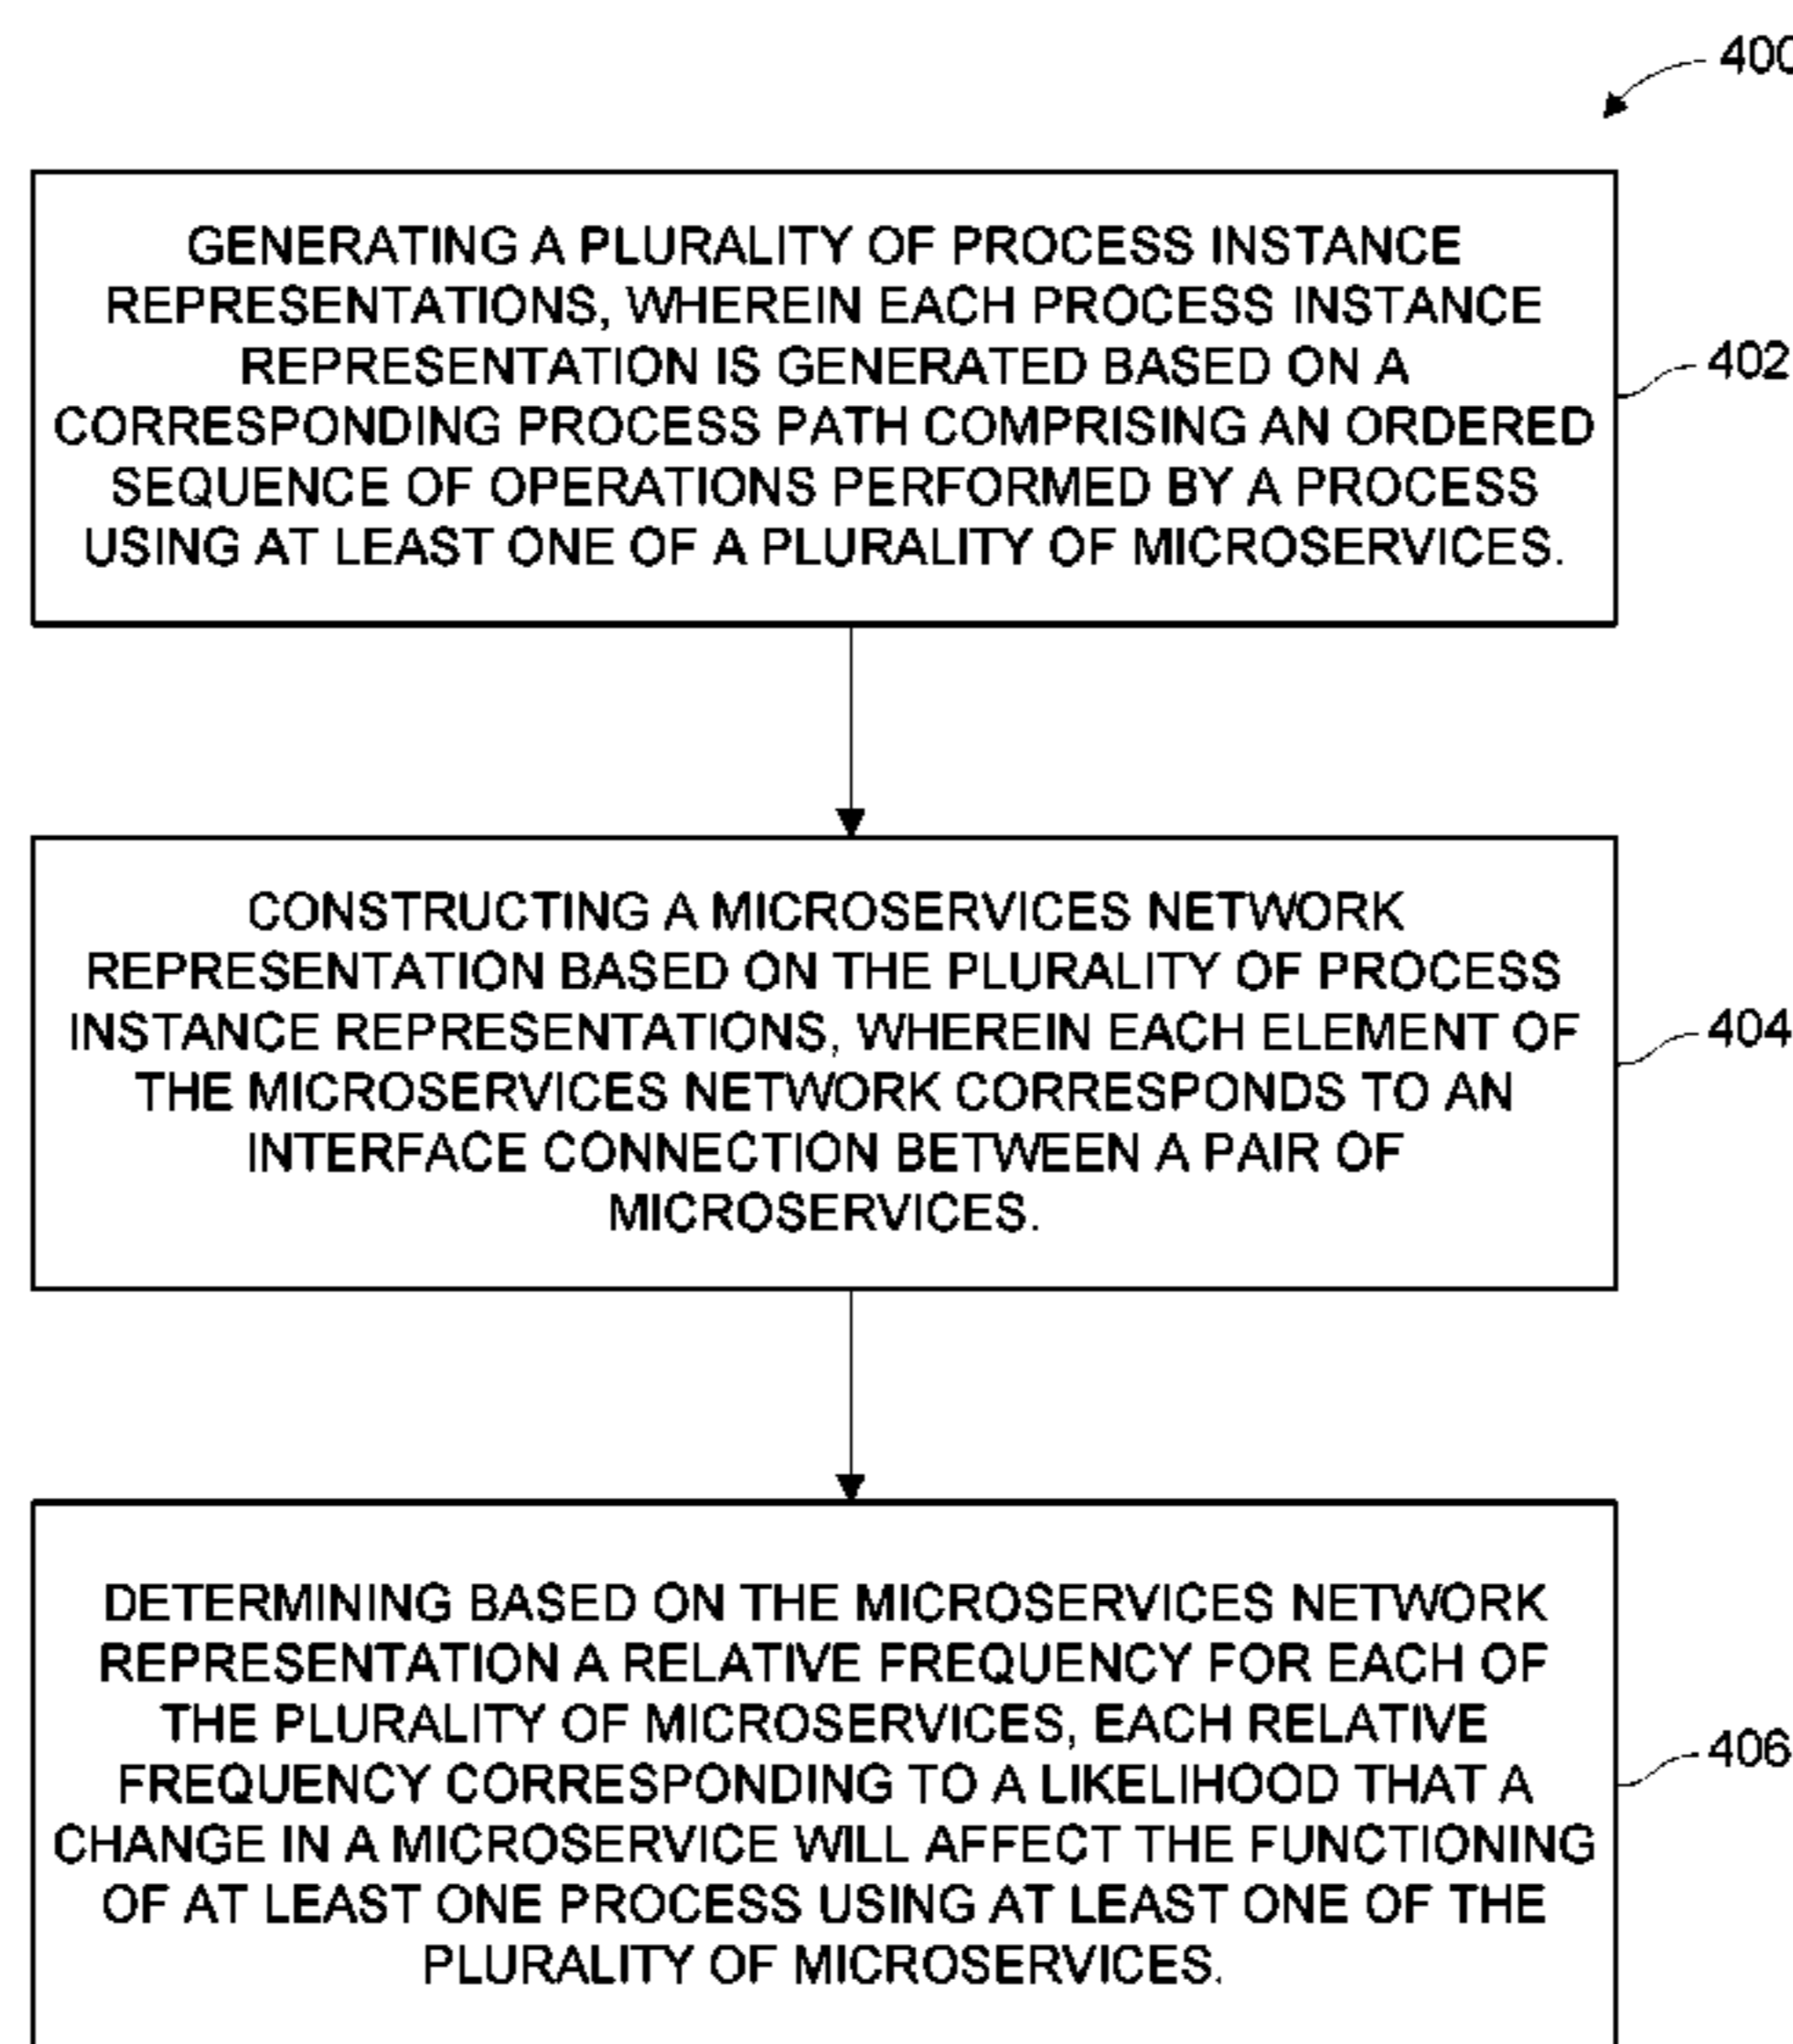 400
GENERATING A PLURALITY OF PROCESS INSTANCE
REPRESENTATIONS, WHEREIN EACH PROCESS INSTANCE
REPRESENTATION IS GENERATED BASED ON A
CORRESPONDING PROCESS PATH COMPRISING AN ORDERED
SEQUENCE OF OPERATIONS PERFORMED BY A PROCESS
USING AT LEAST ONE OF A PLURALITY OF MICROSERVICES.
402
CONSTRUCTING A MICROSERVICES NETWORK
REPRESENTATION BASED ON THE PLURALITY OF PROCESS
INSTANCE REPRESENTATIONS, WHEREIN EACH ELEMENT OF
THE MICROSERVICES NETWORK CORRESPONDS TO AN
INTERFACE CONNECTION BETWEEN A PAIR OF
MICROSERVICES.
404
DETERMINING BASED ON THE MICROSERVICES NETWORK
REPRESENTATION A RELATIVE FREQUENCY FOR EACH OF
THE PLURALITY OF MICROSERVICES, EACH RELATIVE
FREQUENCY CORRESPONDING TO A LIKELIHOOD THAT A
CHANGE IN A MICROSERVICE WILL AFFECT THE FUNCTIONING
OF AT LEAST ONE PROCESS USING AT LEAST ONE OF THE
PLURALITY OF MICROSERVICES.
406